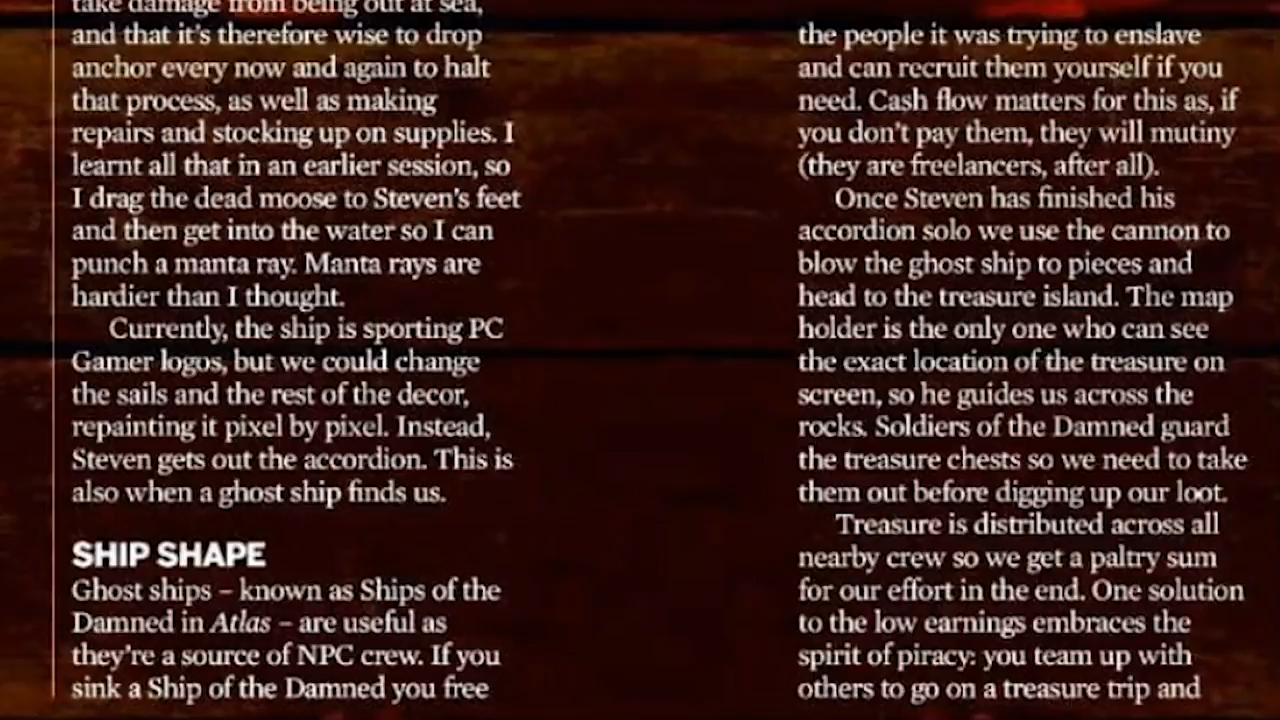 take damage from being out at sea,
and that it's therefore wise to drop
anchor every now and again to halt
that process, as well as making
repairs and stocking up on supplies. I
learnt all that in an earlier session, so
I drag the dead moose to Steven's feet
and then get into the water so I can
punch a manta ray. Manta rays are
hardier than I thought.
Currently, the ship is sporting PC
Gamer logos, but we could change
the sails and the rest of the decor,
repainting it pixel by pixel. Instead,
Steven gets out the accordion. This is
also when a ghost ship finds us.
SHIP SHAPE
Ghost ships – known as Ships of the
Damned in Atlas – are useful as
they're a source of NPC crew. If you
sink a Ship of the Damned you free
the people it was trying to enslave
and can recruit them yourself if you
need. Cash flow matters for this as, if
you don't pay them, they will mutiny
(they are freelancers, after all).
Once Steven has finished his
accordion solo we use the cannon to
blow the ghost ship to pieces and
head to the treasure island. The map
holder is the only one who can see
the exact location of the treasure on
screen, so he guides us across the
rocks. Soldiers of the Damned guard
the treasure chests so we need to take
them out before digging up our loot.
Treasure is distributed across all
nearby crew so we get a paltry sum
for our effort in the end. One solution
to the low earnings embraces the
spirit of piracy: you team up with
others to go on a treasure trip and